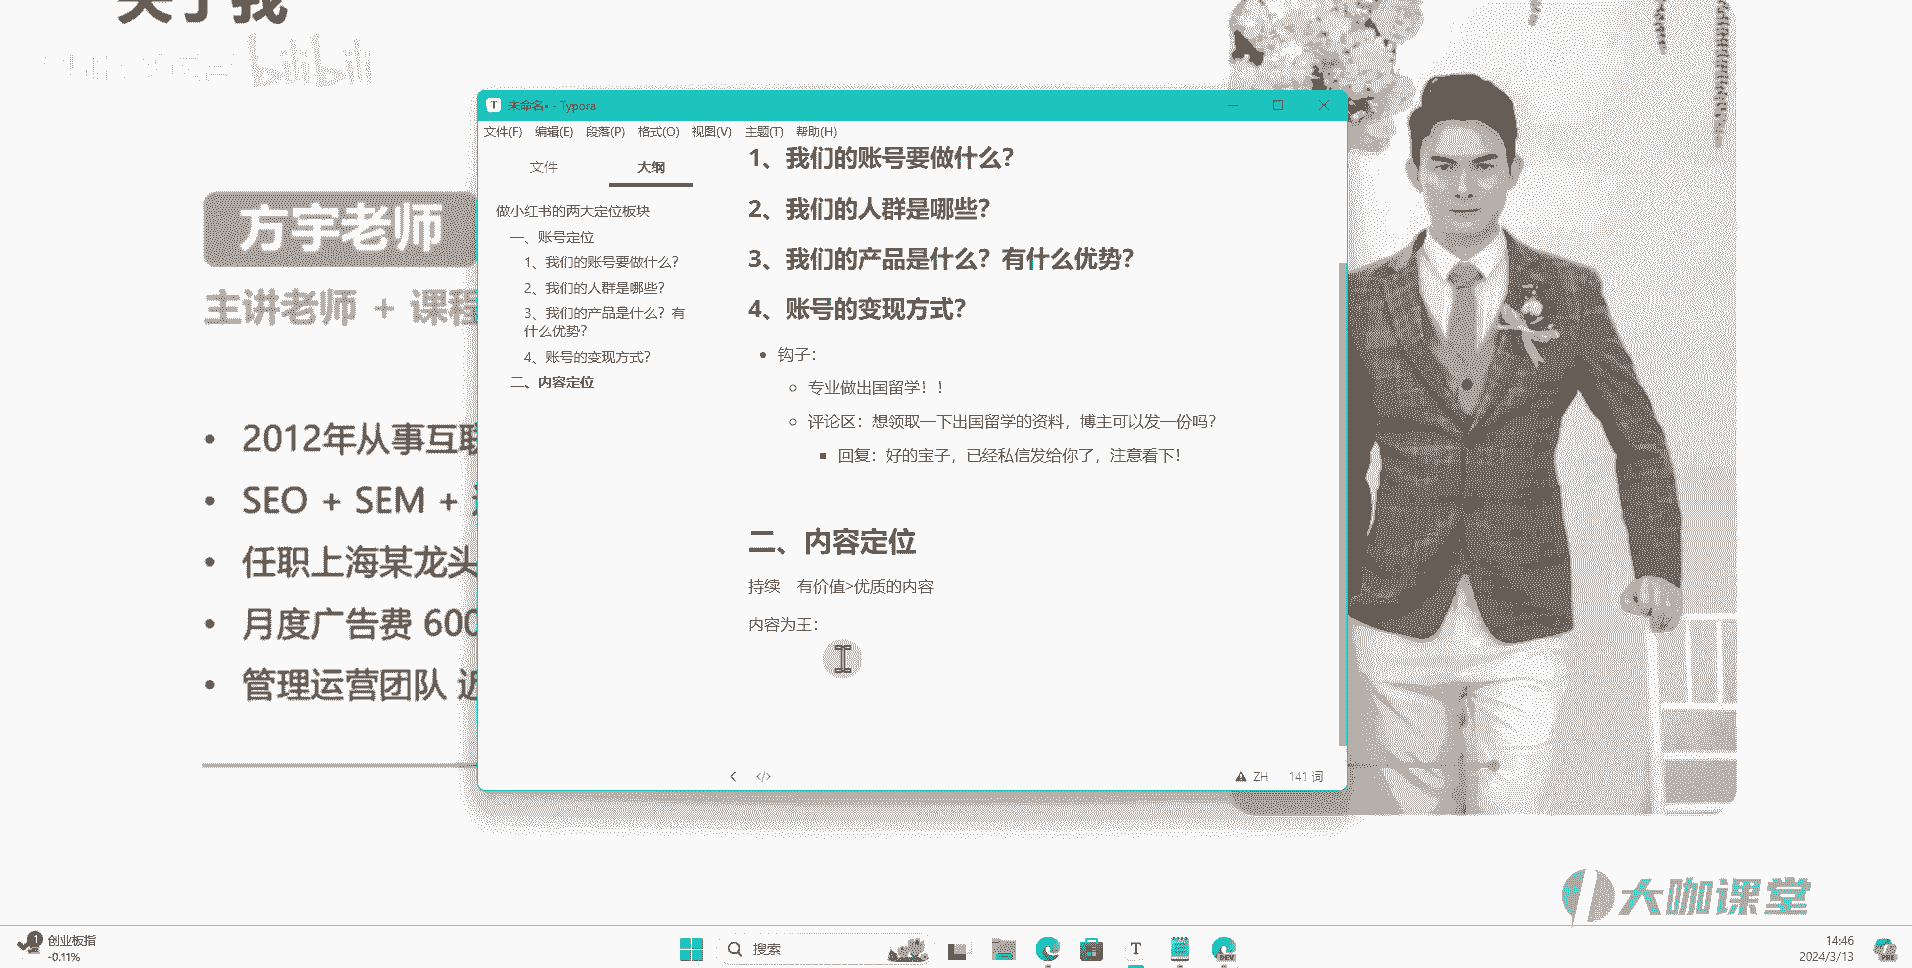 关于我
bilibili
方宇老师
主讲老师 + 课程
2012年从事互联
SEO + SEM +
任职上海某龙头
月度广告费 600
管理运营团队 近
未命名• - Typora
文件(F) 编辑(E) 段落(P) 格式(O) 视图(V) 主题(T) 帮助(H)
文件 大纲
做小红书的两大定位板块
一、账号定位
1、我们的账号要做什么？
2、我们的人群是哪些？
3、我们的产品是什么？有
什么优势？
4、账号的变现方式？
二、内容定位
1、我们的账号要做什么？
2、我们的人群是哪些？
3、我们的产品是什么？有什么优势？
4、账号的变现方式？
钩子：
专业做出国留学！！
评论区：想领取一下出国留学的资料，博主可以发一份吗？
回复：好的宝子，已经私信发给你了，注意看下！
二、内容定位
持续 有价值>优质的内容
内容为王：
ZH 141 词
大咖课堂
1
创业板指
-0.11%
搜索
T
DEV
14:46
2024/3/13
PRE